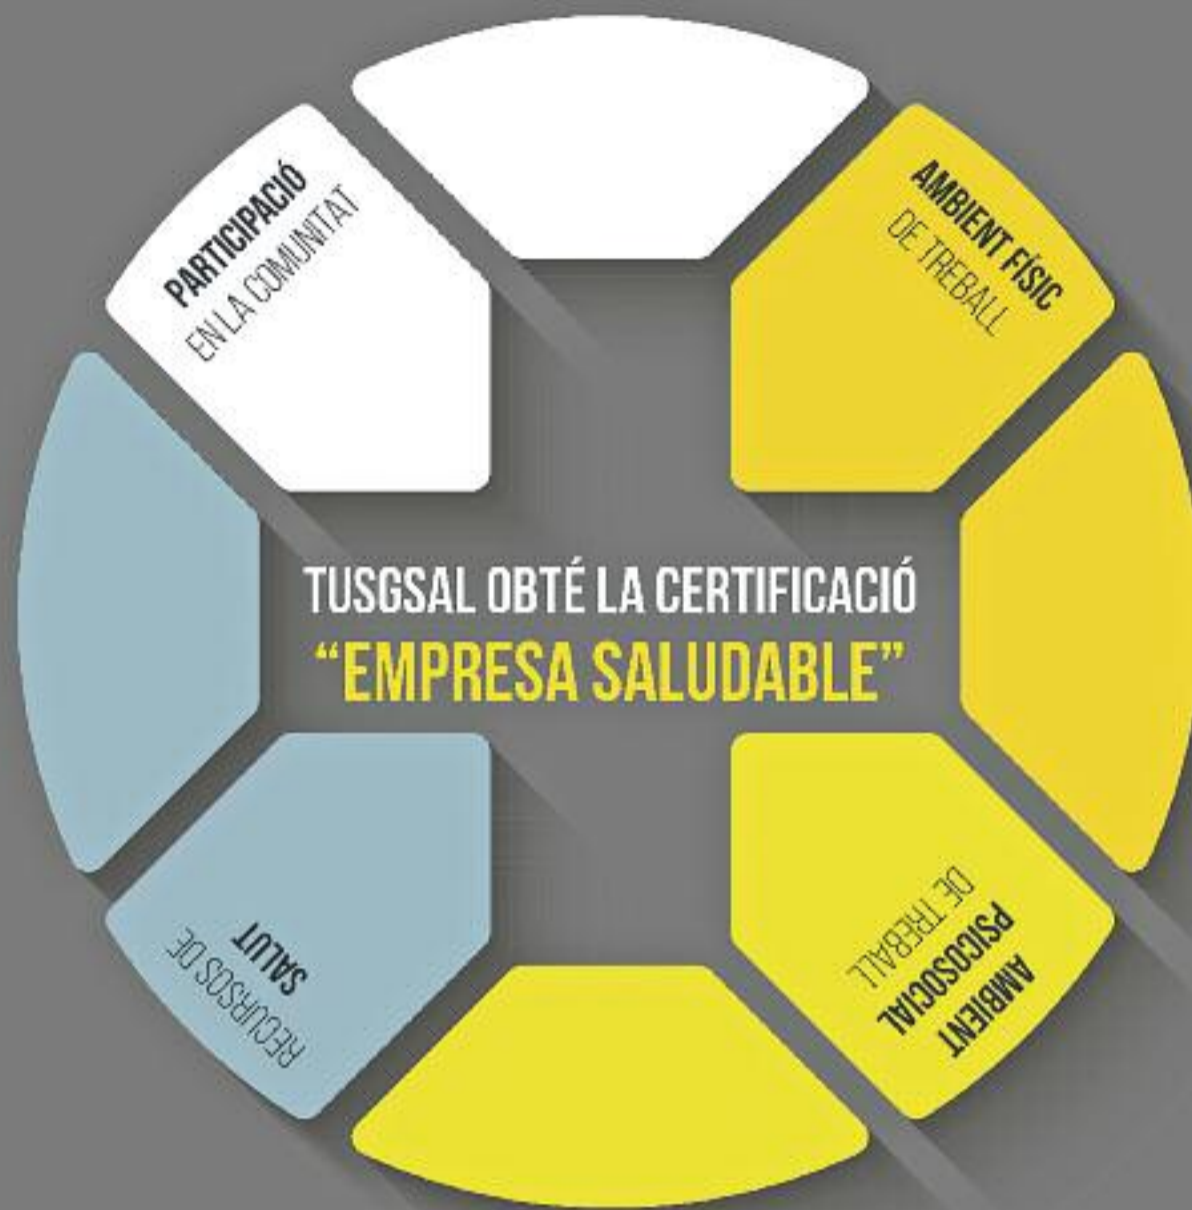 PARTICIPACIÓ
EN LA COMUNITAT
AMBIENT FÍSIC
DE TREBALL
TUSGSAL OBTÉ LA CERTIFICACIÓ
“EMPRESA SALUDABLE”
RECURSOS DE
SALUT
AMBIENT
PSICOSOCIAL
DE TREBALL